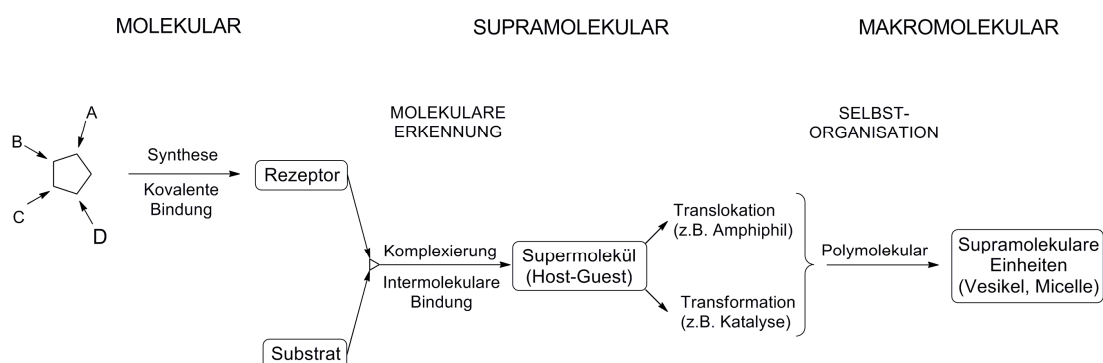 MOLEKULAR
SUPRAMOLEKULAR
MAKROMOLEKULAR
MOLEKULARE
ERKENNUNG
SELBST-
ORGANISATION
A
B
C
D
Synthese
Kovalente
Bindung
Rezeptor
Substrat
Komplexierung
Intermolekulare
Bindung
Supermolekül
(Host-Guest)
Translokation
(z.B. Amphiphil)
Transformation
(z.B. Katalyse)
Polymolekular
Supramolekulare
Einheiten
(Vesikel, Micelle)